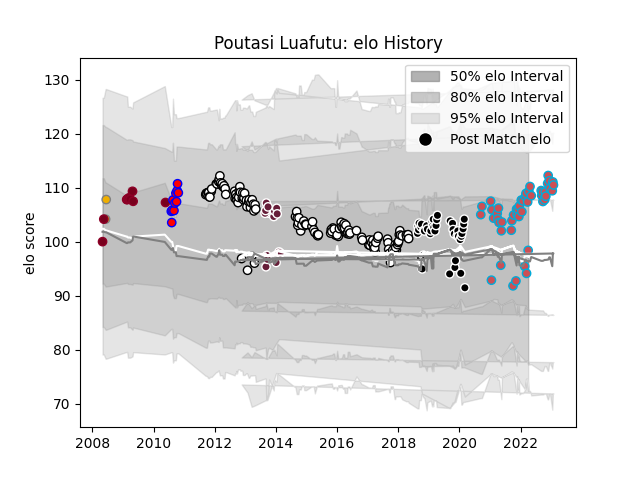 Poutasi Luafutu: elo History
50% elo Interval
80% elo Interval
95% elo Interval
Post Match elo
elo score
130
120
110
100
90
80
70
2008 2010 2012 2014 2016 2018 2020 2022